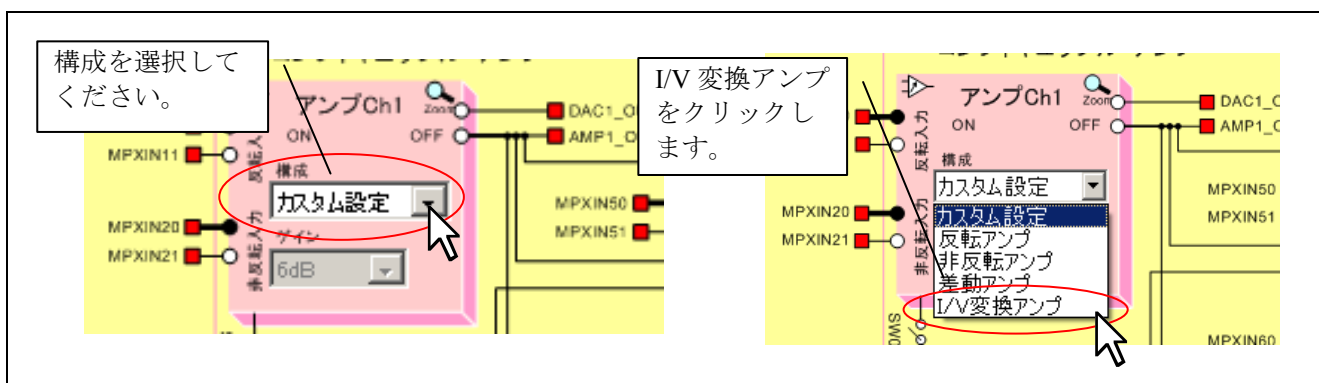 構成を選択して
ください。
アンプCh1
Zoom
ON
OFF
DAC1_O
AMP1_O
MPXIN11
反転入力
構成
カスタム設定
MPXIN20
MPXIN21
非反転入力
ゲイン
6dB
MPXIN50
MPXIN51
I/V 変換アンプ
をクリックし
ます。
アンプCh1
Zoom
ON
OFF
DAC1_O
AMP1_O
反転入力
構成
カスタム設定
カスタム設定
反転アンプ
非反転アンプ
差動アンプ
I/V変換アンプ
MPXIN20
MPXIN21
非反転入力
MPXIN50
MPXIN51
MPXIN60